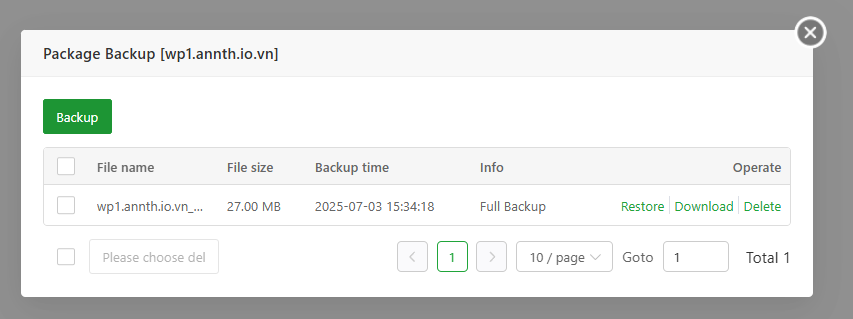 Package Backup [wp1.annth.io.vn]
Backup
File name File size Backup time Info Operate
wp1.annth.io.vn_... 27.00 MB 2025-07-03 15:34:18 Full Backup Restore Download Delete
Please choose del 1 10 / page Goto 1 Total 1